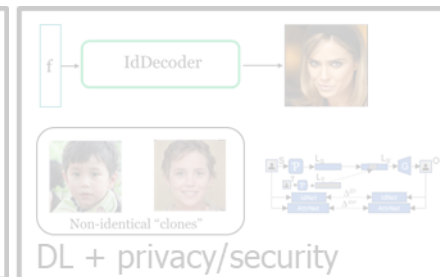 f
IdDecoder
Non-identical "clones"
DL + privacy/security